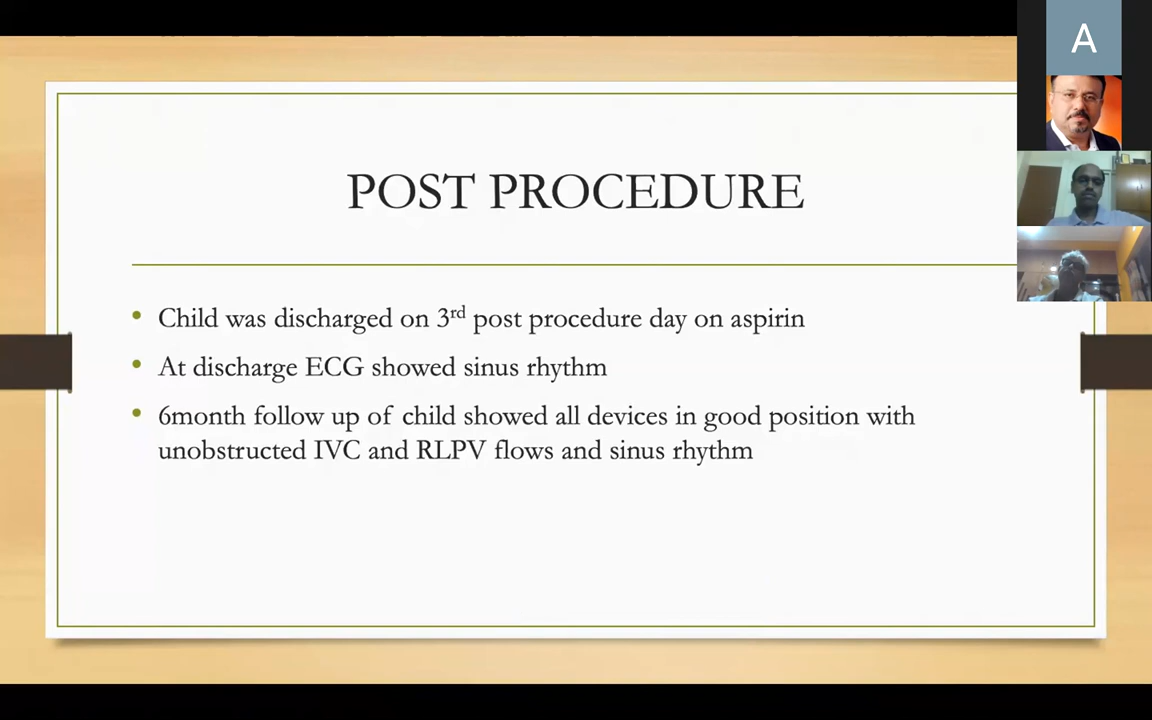 A
POST PROCEDURE
• Child was discharged on 3rd post procedure day on aspirin
• At discharge ECG showed sinus rhythm
• 6month follow up of child showed all devices in good position with
unobstructed IVC and RLPV flows and sinus rhythm